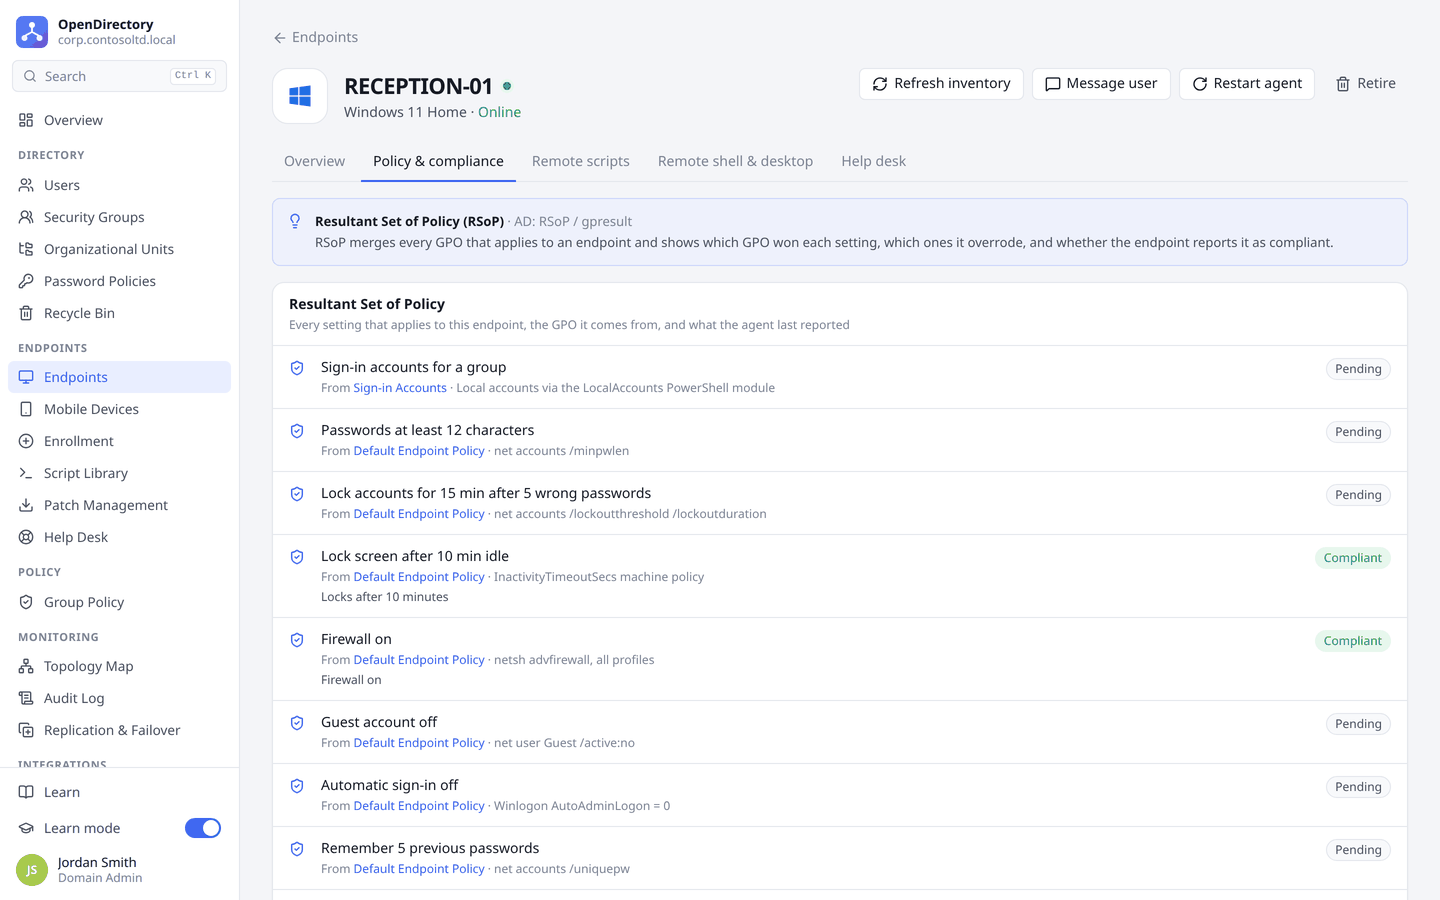 OpenDirectory
corp.contosoltd.local
Search
Ctrl K
Overview
DIRECTORY
Users
Security Groups
Organizational Units
Password Policies
Recycle Bin
ENDPOINTS
Endpoints
Mobile Devices
Enrollment
Script Library
Patch Management
Help Desk
POLICY
Group Policy
MONITORING
Topology Map
Audit Log
Replication & Failover
INTEGRATIONS
Learn
Learn mode
JS
Jordan Smith
Domain Admin
Endpoints
RECEPTION-01
Windows 11 Home · Online
Refresh inventory
Message user
Restart agent
Retire
Overview
Policy & compliance
Remote scripts
Remote shell & desktop
Help desk
Resultant Set of Policy (RSoP) · AD: RSoP / gpresult
RSoP merges every GPO that applies to an endpoint and shows which GPO won each setting, which ones it overrode, and whether the endpoint reports it as compliant.
Resultant Set of Policy
Every setting that applies to this endpoint, the GPO it comes from, and what the agent last reported
Sign-in accounts for a group
From Sign-in Accounts · Local accounts via the LocalAccounts PowerShell module
Pending
Passwords at least 12 characters
From Default Endpoint Policy · net accounts /minpwlen
Pending
Lock accounts for 15 min after 5 wrong passwords
From Default Endpoint Policy · net accounts /lockoutthreshold /lockoutduration
Pending
Lock screen after 10 min idle
From Default Endpoint Policy · InactivityTimeoutSecs machine policy
Locks after 10 minutes
Compliant
Firewall on
From Default Endpoint Policy · netsh advfirewall, all profiles
Firewall on
Compliant
Guest account off
From Default Endpoint Policy · net user Guest /active:no
Pending
Automatic sign-in off
From Default Endpoint Policy · Winlogon AutoAdminLogon = 0
Pending
Remember 5 previous passwords
From Default Endpoint Policy · net accounts /uniquepw
Pending